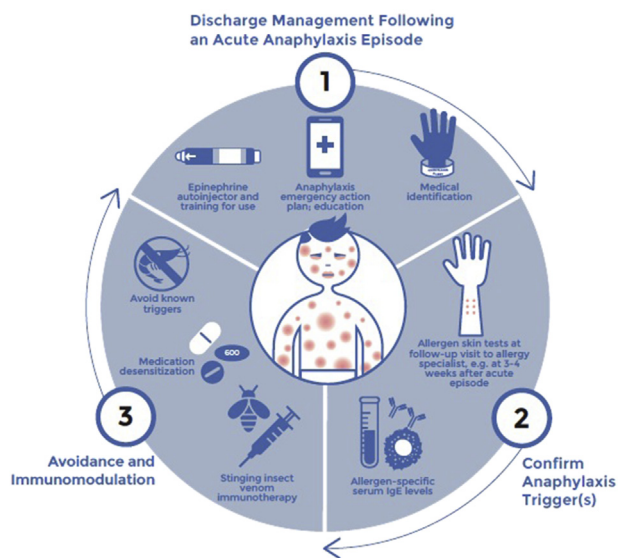 Discharge Management Following
an Acute Anaphylaxis Episode
1
Epinephrine
autoinjector and
training for use
Anaphylaxis
emergency action
plan; education
Medical
identification
Allergen skin tests at
follow-up visit to allergy
specialist, e.g. at 3-4
weeks after acute
episode
Allergen-specific
serum IgE levels
2
Confirm
Anaphylaxis
Trigger(s)
Avoid known
triggers
600
Medication
desensitization
Stinging insect
venom
immunotherapy
3
Avoidance and
Immunomodulation